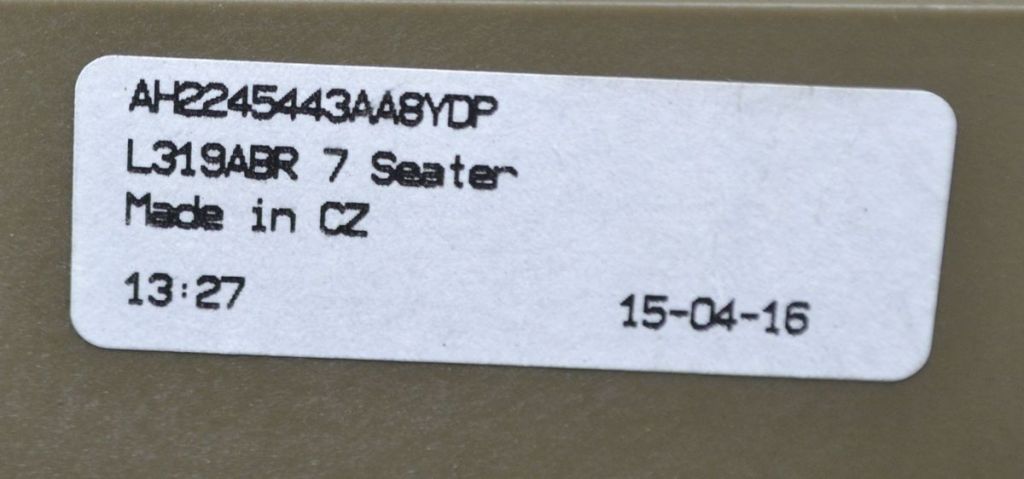 AH2245443AA8YDP
L319ABR 7 Seater
Made in CZ
13:27 15-04-16